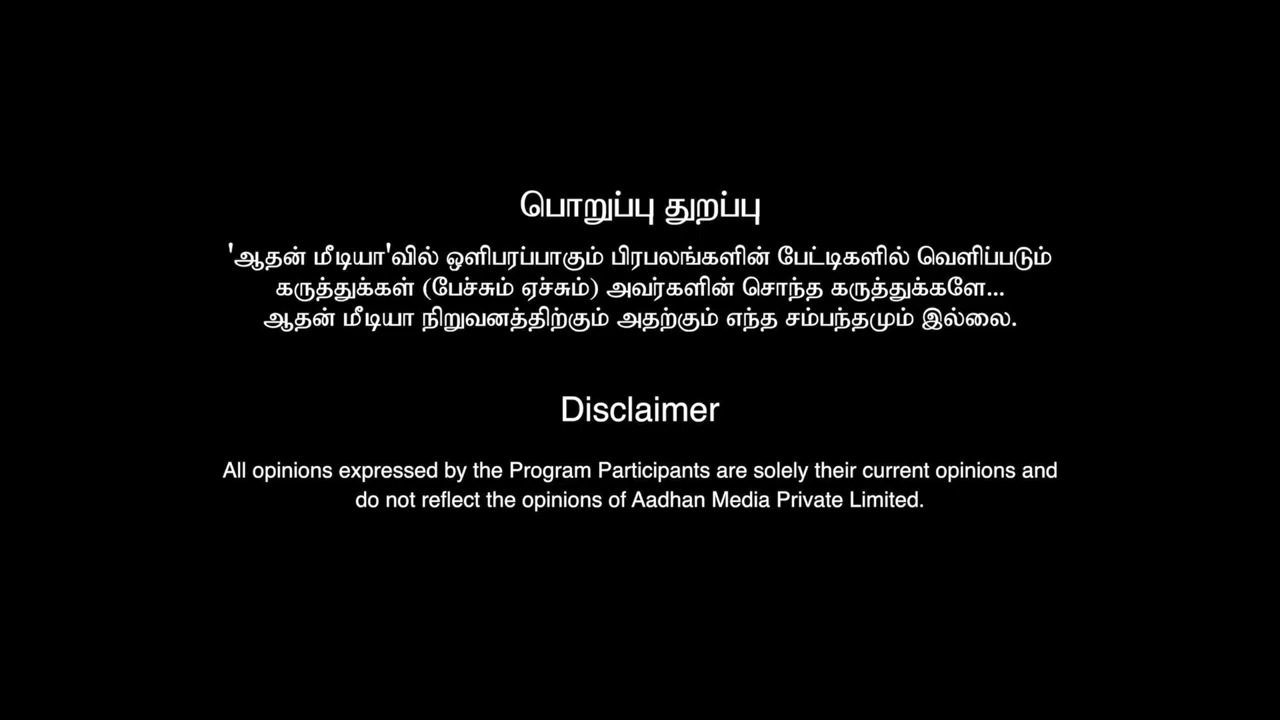 பொறுப்பு துறப்பு
'ஆதன் மீடியா'வில் ஒளிபரப்பாகும் பிரபலங்களின் பேட்டிகளில் வெளிப்படும்
கருத்துக்கள் (பேச்சும் ஏச்சும்) அவர்களின் சொந்த கருத்துக்களே...
ஆதன் மீடியா நிறுவனத்திற்கும் அதற்கும் எந்த சம்பந்தமும் இல்லை.
Disclaimer
All opinions expressed by the Program Participants are solely their current opinions and
do not reflect the opinions of Aadhan Media Private Limited.